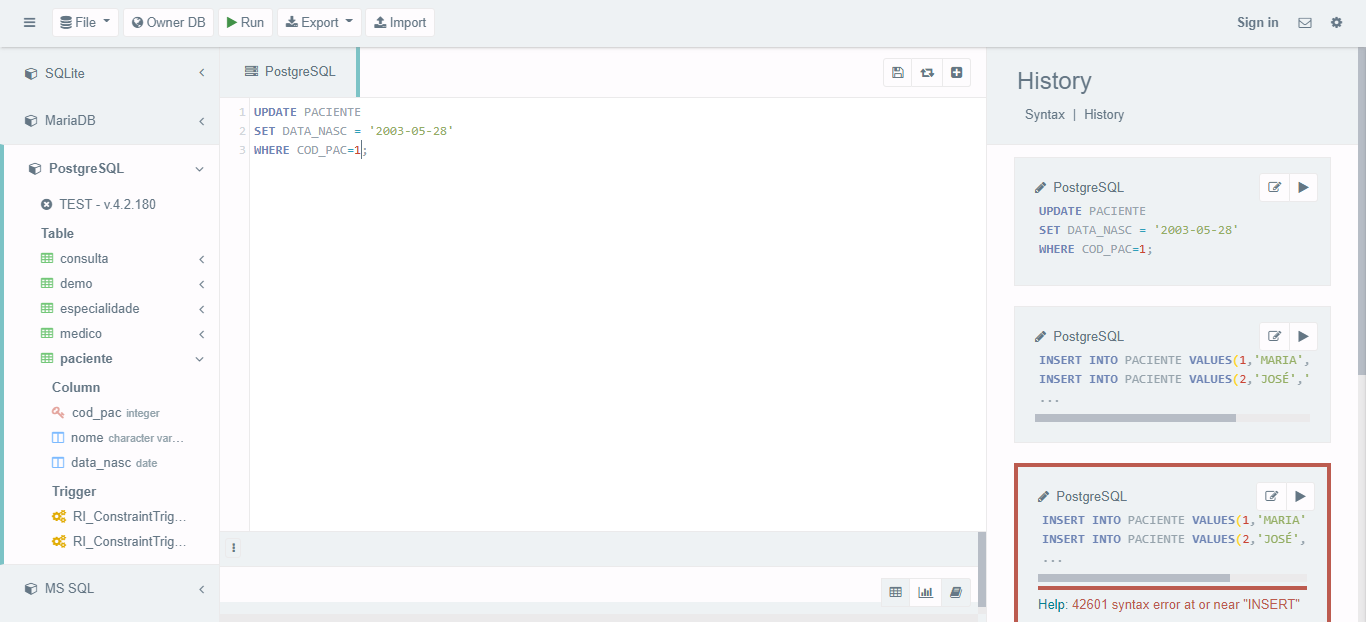 File
Owner DB
Run
Export
Import
Sign in
SQLite
MariaDB
PostgreSQL
TEST - v.4.2.180
Table
consulta
demo
especialidade
medico
paciente
Column
cod_pac integer
nome character var...
data_nasc date
Trigger
RI_ConstraintTrig...
RI_ConstraintTrig...
MS SQL
PostgreSQL
1 UPDATE PACIENTE
2 SET DATA_NASC = '2003-05-28'
3 WHERE COD_PAC=1;
History
Syntax | History
PostgreSQL
UPDATE PACIENTE
SET DATA_NASC = '2003-05-28'
WHERE COD_PAC=1;
PostgreSQL
INSERT INTO PACIENTE VALUES(1,'MARIA',
INSERT INTO PACIENTE VALUES(2,'JOSÉ','
...
PostgreSQL
INSERT INTO PACIENTE VALUES(1,'MARIA'
INSERT INTO PACIENTE VALUES(2,'JOSÉ',
...
Help: 42601 syntax error at or near "INSERT"